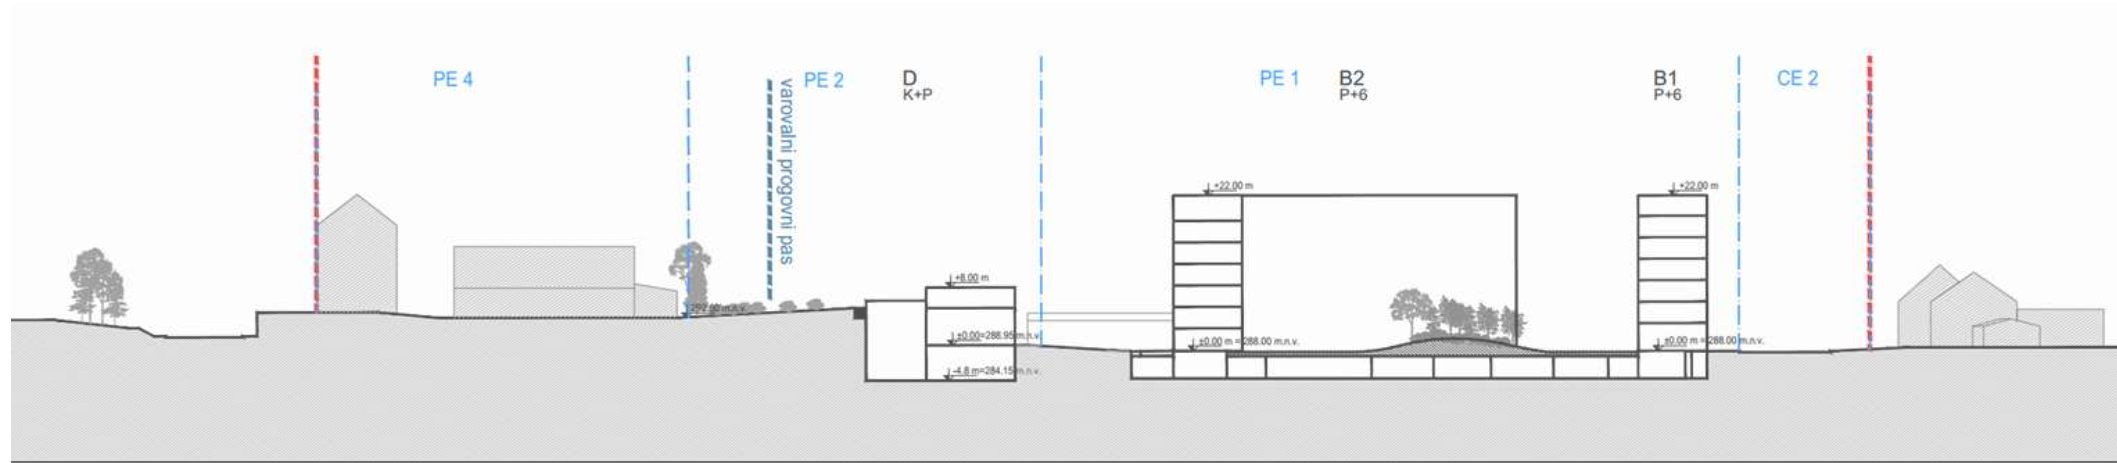 PE 4
PE 2
D
K+P
PE 1
B2
P+6
B1
P+6
CE 2
varovalni progovni pas
+22,00 m
+22,00 m
+8.00 m
±0.00=288.95 m.n.v.
±0.00 m = 288.00 m.n.v.
±0.00 m = 288.00 m.n.v.
-4.8 m=284.15 m.n.v.